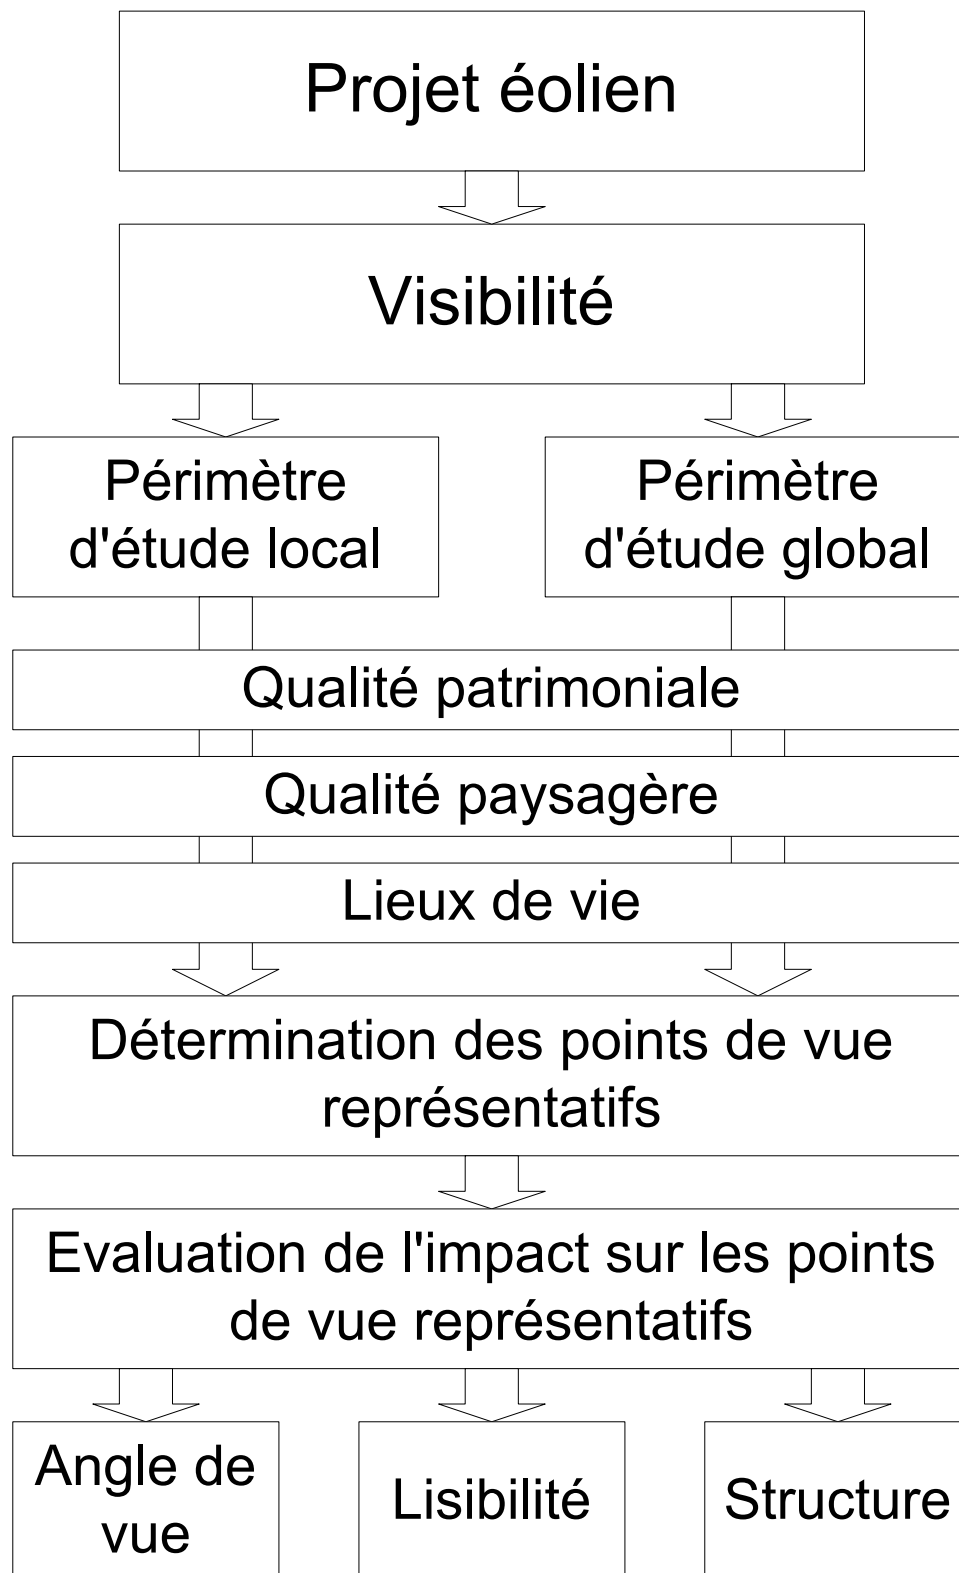 Projet éolien
Visibilité
Périmètre
d'étude local
Périmètre
d'étude global
Qualité patrimoniale
Qualité paysagère
Lieux de vie
Détermination des points de vue
représentatifs
Evaluation de l'impact sur les points
de vue représentatifs
Angle de
vue
Lisibilité
Structure